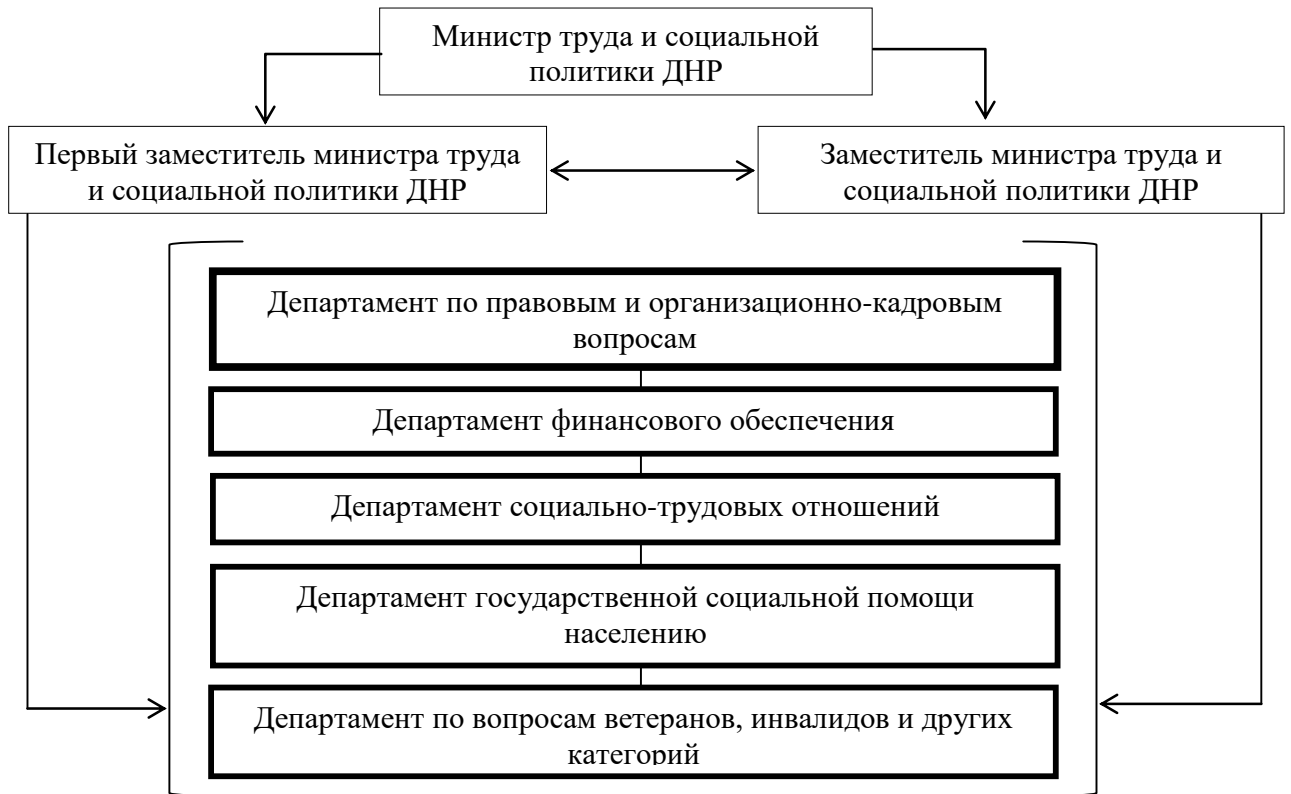 Министр труда и социальной
политики ДНР
Первый заместитель министра труда
и социальной политики ДНР
Заместитель министра труда и
социальной политики ДНР
Департамент по правовым и организационно-кадровым
вопросам
Департамент финансового обеспечения
Департамент социально-трудовых отношений
Департамент государственной социальной помощи
населению
Департамент по вопросам ветеранов, инвалидов и других
категорий